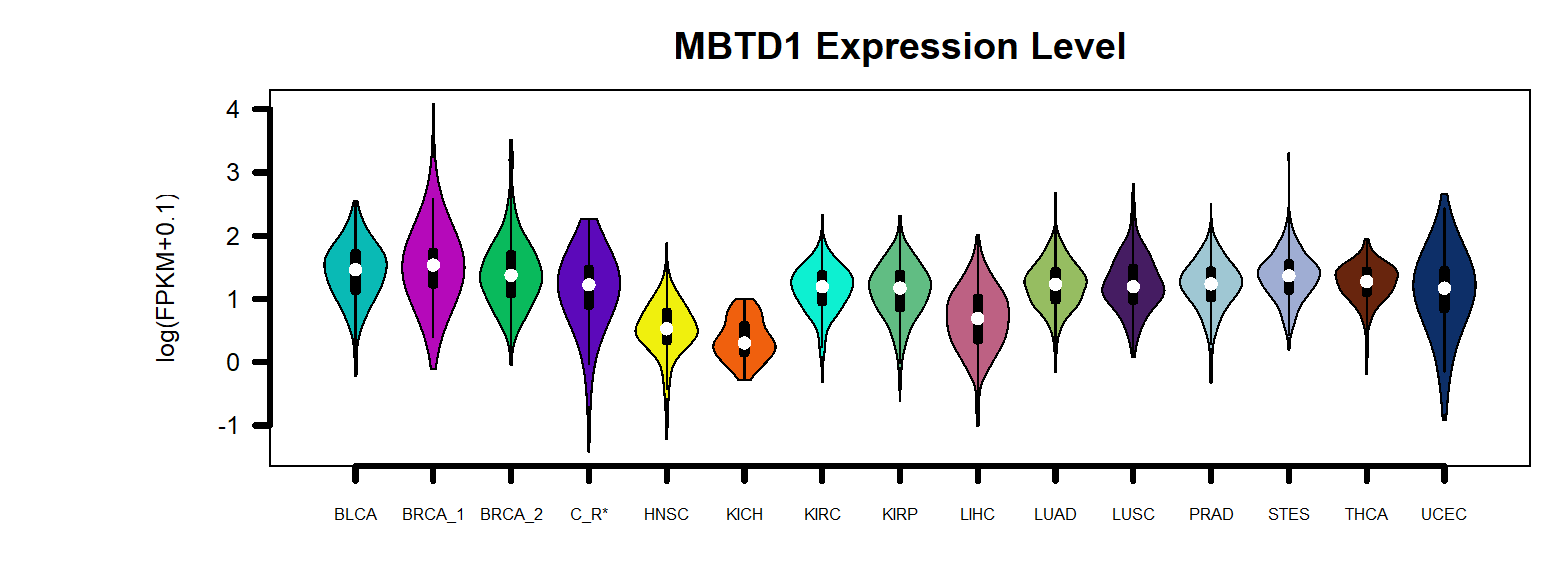 MBTD1 Expression Level
log(FPKM+0.1)
4
3
2
1
0
-1
BLCA BRCA_1 BRCA_2 C_R* HNSC KICH KIRC KIRP LIHC LUAD LUSC PRAD STES THCA UCEC